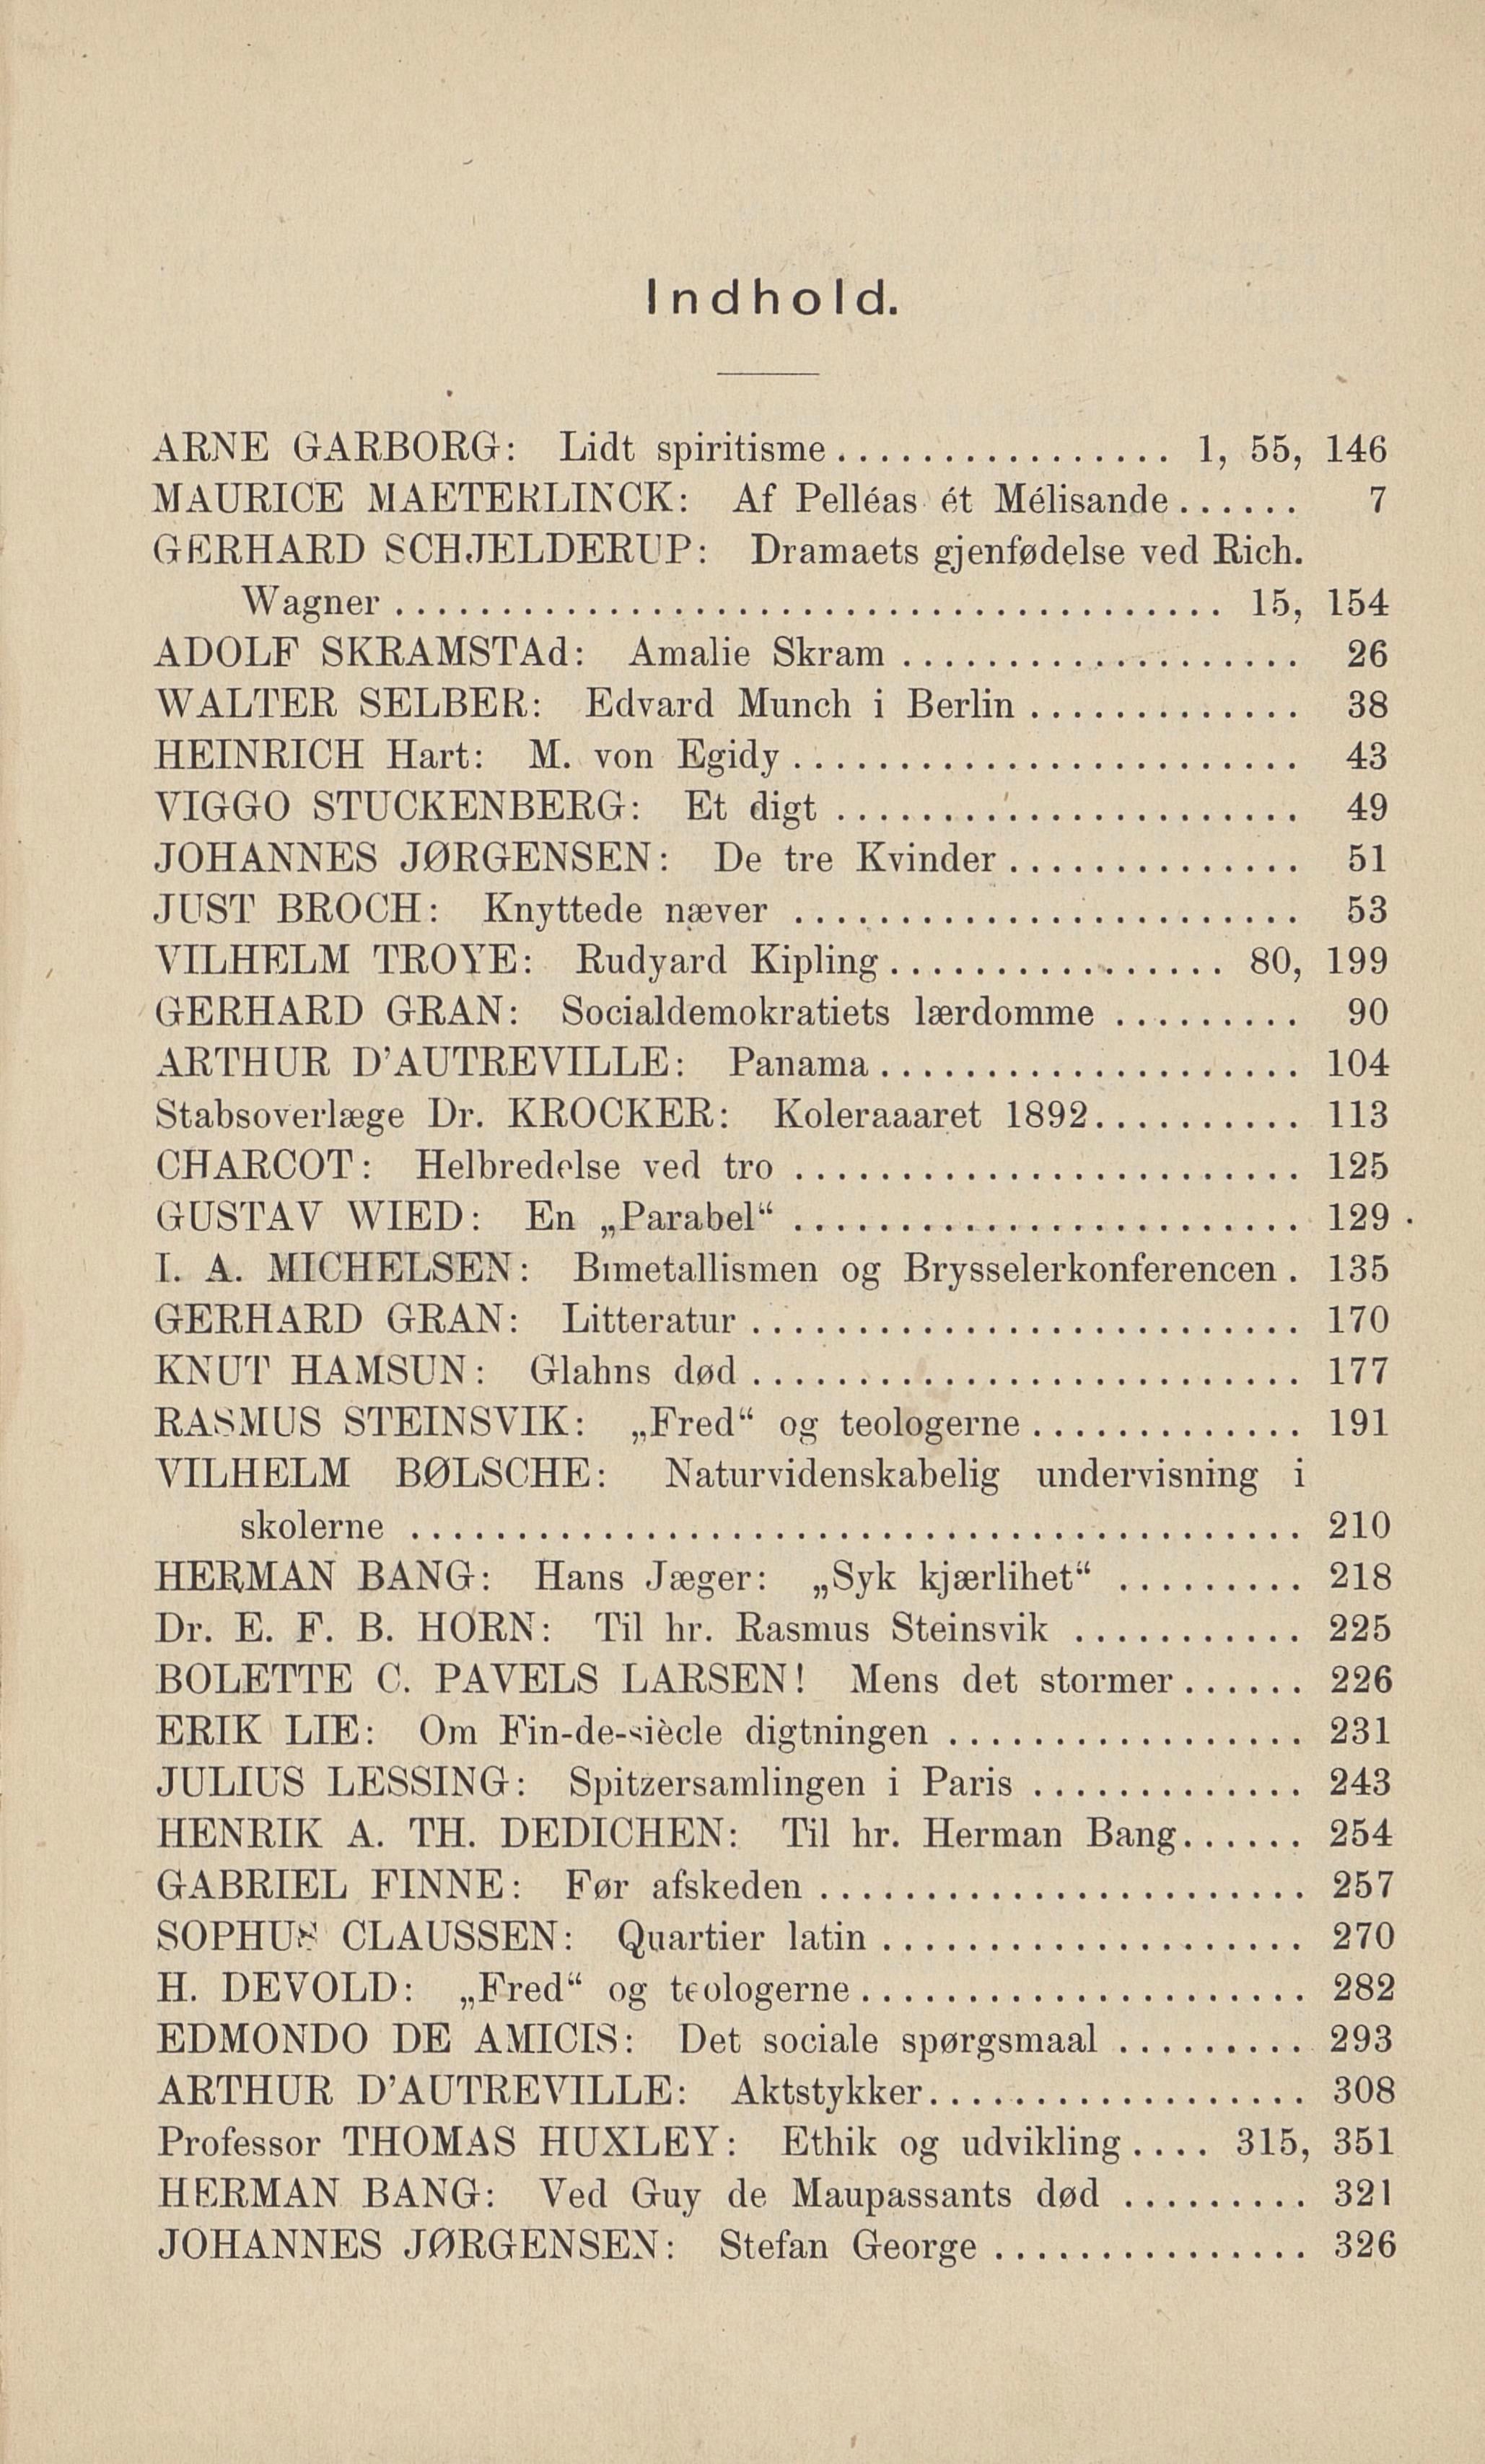 Indhold.
ARNE GARBORG: Lidt spiritisme................ 1, 55, 146
MAURICE MAETERLINCK: Af Pelléas ét Mélisande...... 7
GERHARD SCHJELDERUP: Dramaets gjenfødelse ved Rich.
Wagner................................... 15, 154
ADOLF SKRAMSTAd: Amalie Skram ................. 26
WALTER SELBER: Edvard Munch i Berlin ............ 38
HEINRICH Hart: M. von Egidy...................... 43
VIGGO STUCKENBERG: Et digt .................... 49
JOHANNES JØRGENSEN: De tre Kvinder............. 51
JUST BROCH: Knyttede næver ...................... 53
VILHELM TROYE: Rudyard Kipling............... 80, 199
GERHARD GRAN: Socialdemokratiets lærdomme ......... 90
ARTHUR D'AUTREVILLE: Panama.................. 104
Stabsoverlæge Dr. KROCKER: Koleraaaret 1892.......... 113
CHARCOT: Helbredelse ved tro ...................... 125
GUSTAV WIED: En „Parabel“ ...................... 129
I. A. MICHELSEN: Bimetallismen og Brysselerkonferencen. 135
GERHARD GRAN: Litteratur........................ 170
KNUT HAMSUN: Glahns død........................ 177
RASMUS STEINSVIK: „Fred“ og teologerne............ 191
VILHELM BØLSCHE: Naturvidenskabelig undervisning i
skolerne ...................................... 210
HERMAN BANG: Hans Jæger: „Syk kjærlihet“ ......... 218
Dr. E. F. B. HORN: Til hr. Rasmus Steinsvik ........... 225
BOLETTE C. PAVELS LARSEN! Mens det stormer...... 226
ERIK LIE: Om Fin-de-siècle digtningen ................ 231
JULIUS LESSING: Spitzersamlingen i Paris ............ 243
HENRIK A. TH. DEDICHEN: Til hr. Herman Bang...... 254
GABRIEL FINNE: Før afskeden ..................... 257
SOPHUS CLAUSSEN: Quartier latin .................. 270
H. DEVOLD: „Fred“ og teologerne................... 282
EDMONDO DE AMICIS: Det sociale spørgsmaal ......... 293
ARTHUR D'AUTREVILLE: Aktstykker................ 308
Professor THOMAS HUXLEY: Ethik og udvikling.... 315, 351
HERMAN BANG: Ved Guy de Maupassants død ......... 321
JOHANNES JØRGENSEN: Stefan George .............. 326